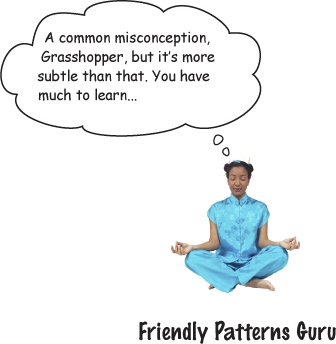 A common misconception,
Grasshopper, but it's more
subtle than that. You have
much to learn...
Friendly Patterns Guru